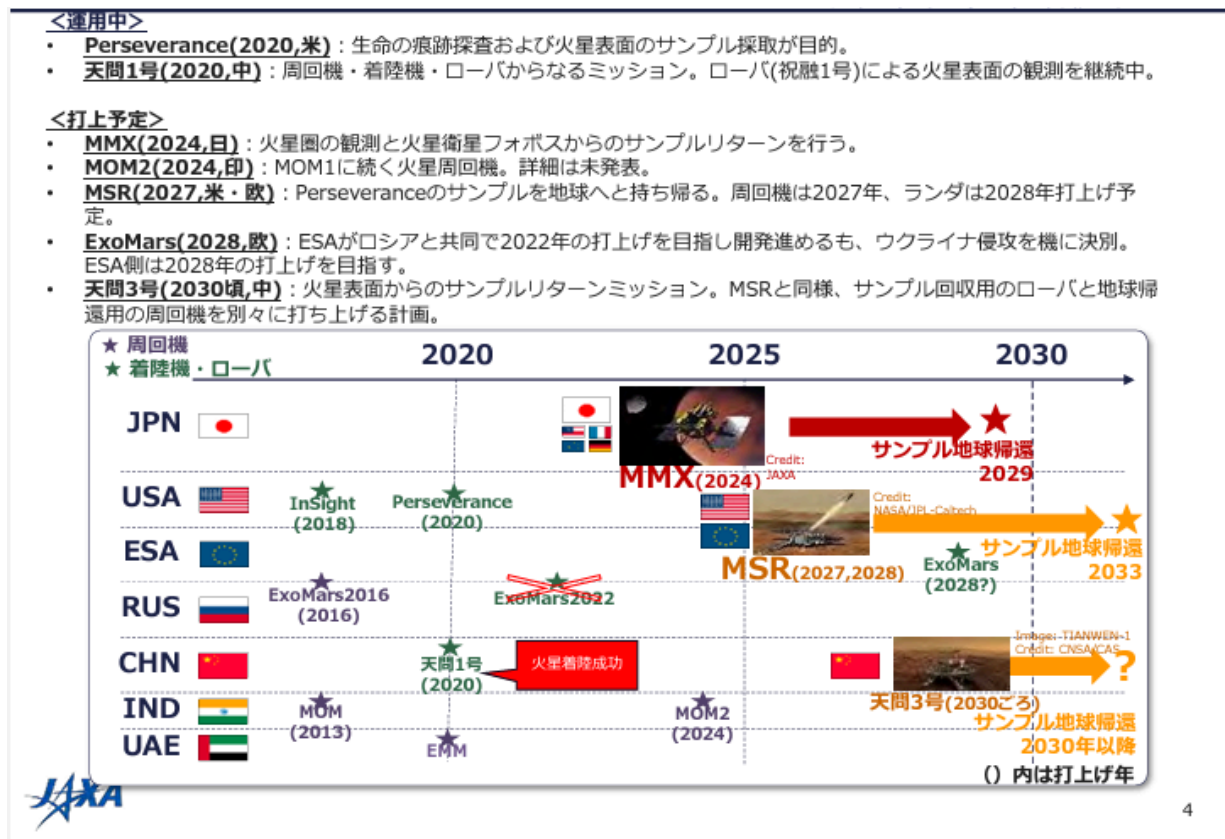 <運用中>
• Perseverance(2020,米)：生命の痕跡探査および火星表面のサンプル採取が目的。
• 天問1号(2020,中)：周回機・着陸機・ローバからなるミッション。ローバ(祝融1号)による火星表面の観測を継続中。
<打上予定>
• MMX(2024,日)：火星圏の観測と火星衛星フォボスからのサンプルリターンを行う。
• MOM2(2024,印)：MOM1に続く火星周回機。詳細は未発表。
• MSR(2027,米・欧)：Perseveranceのサンプルを地球へと持ち帰る。周回機は2027年、ランダは2028年打上げ予
定。
• ExoMars(2028,欧)：ESAがロシアと共同で2022年の打上げを目指し開発進めるも、ウクライナ侵攻を機に決別。
ESA側は2028年の打上げを目指す。
• 天問3号(2030頃,中)：火星表面からのサンプルリターンミッション。MSRと同様、サンプル回収用のローバと地球帰
還用の周回機を別々に打ち上げる計画。
★ 周回機
★ 着陸機・ローバ
2020 2025 2030
JPN
MMX(2024)
Credit:
JAXA
サンプル地球帰還
2029
USA
InSight
(2018)
Perseverance
(2020)
Credit:
NASA/JPL-Caltech
ESA
MSR(2027,2028)
ExoMars
(2028?)
サンプル地球帰還
2033
RUS
ExoMars2016
(2016)
ExoMars2022
CHN
天問1号
(2020)
火星着陸成功
Image: TIANWEN-1
Credit: CNSA/CAS
?
天問3号(2030ごろ)
サンプル地球帰還
2030年以降
IND
MOM
(2013)
MOM2
(2024)
UAE
EMM
()内は打上げ年
JAXA
4